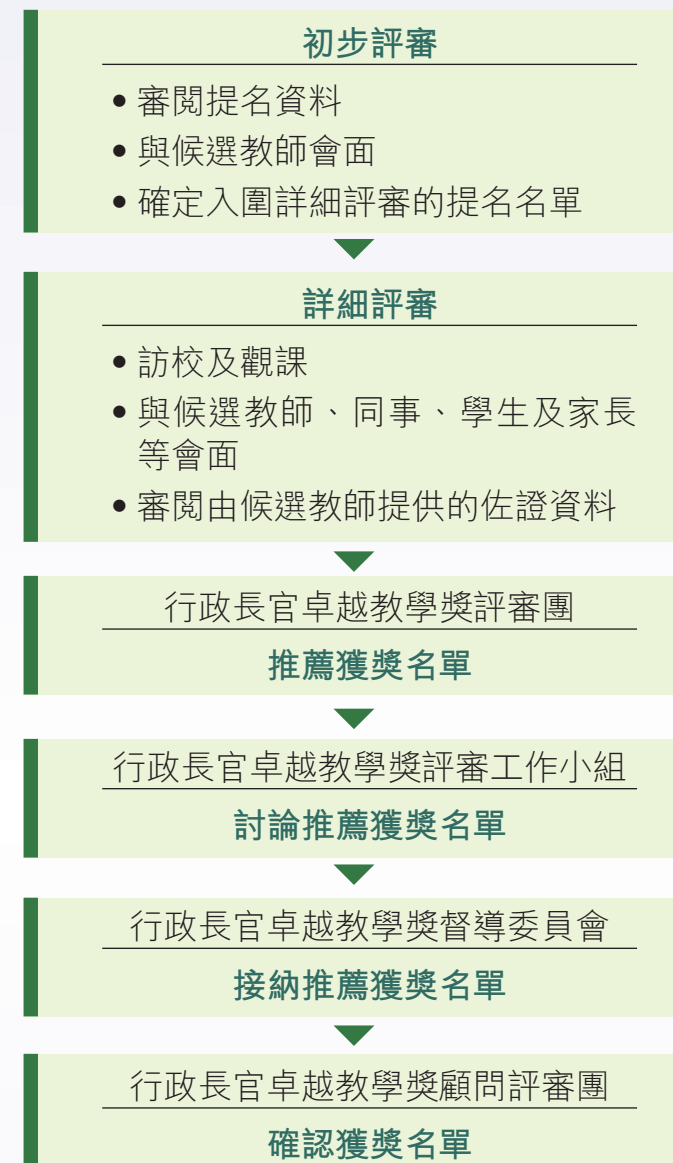 初步評審
• 審閱提名資料
• 與候選教師會面
• 確定入圍詳細評審的提名名單
詳細評審
• 訪校及觀課
• 與候選教師、同事、學生及家長
等會面
• 審閱由候選教師提供的佐證資料
行政長官卓越教學獎評審團
推薦獲獎名單
行政長官卓越教學獎評審工作小組
討論推薦獲獎名單
行政長官卓越教學獎督導委員會
接納推薦獲獎名單
行政長官卓越教學獎顧問評審團
確認獲獎名單